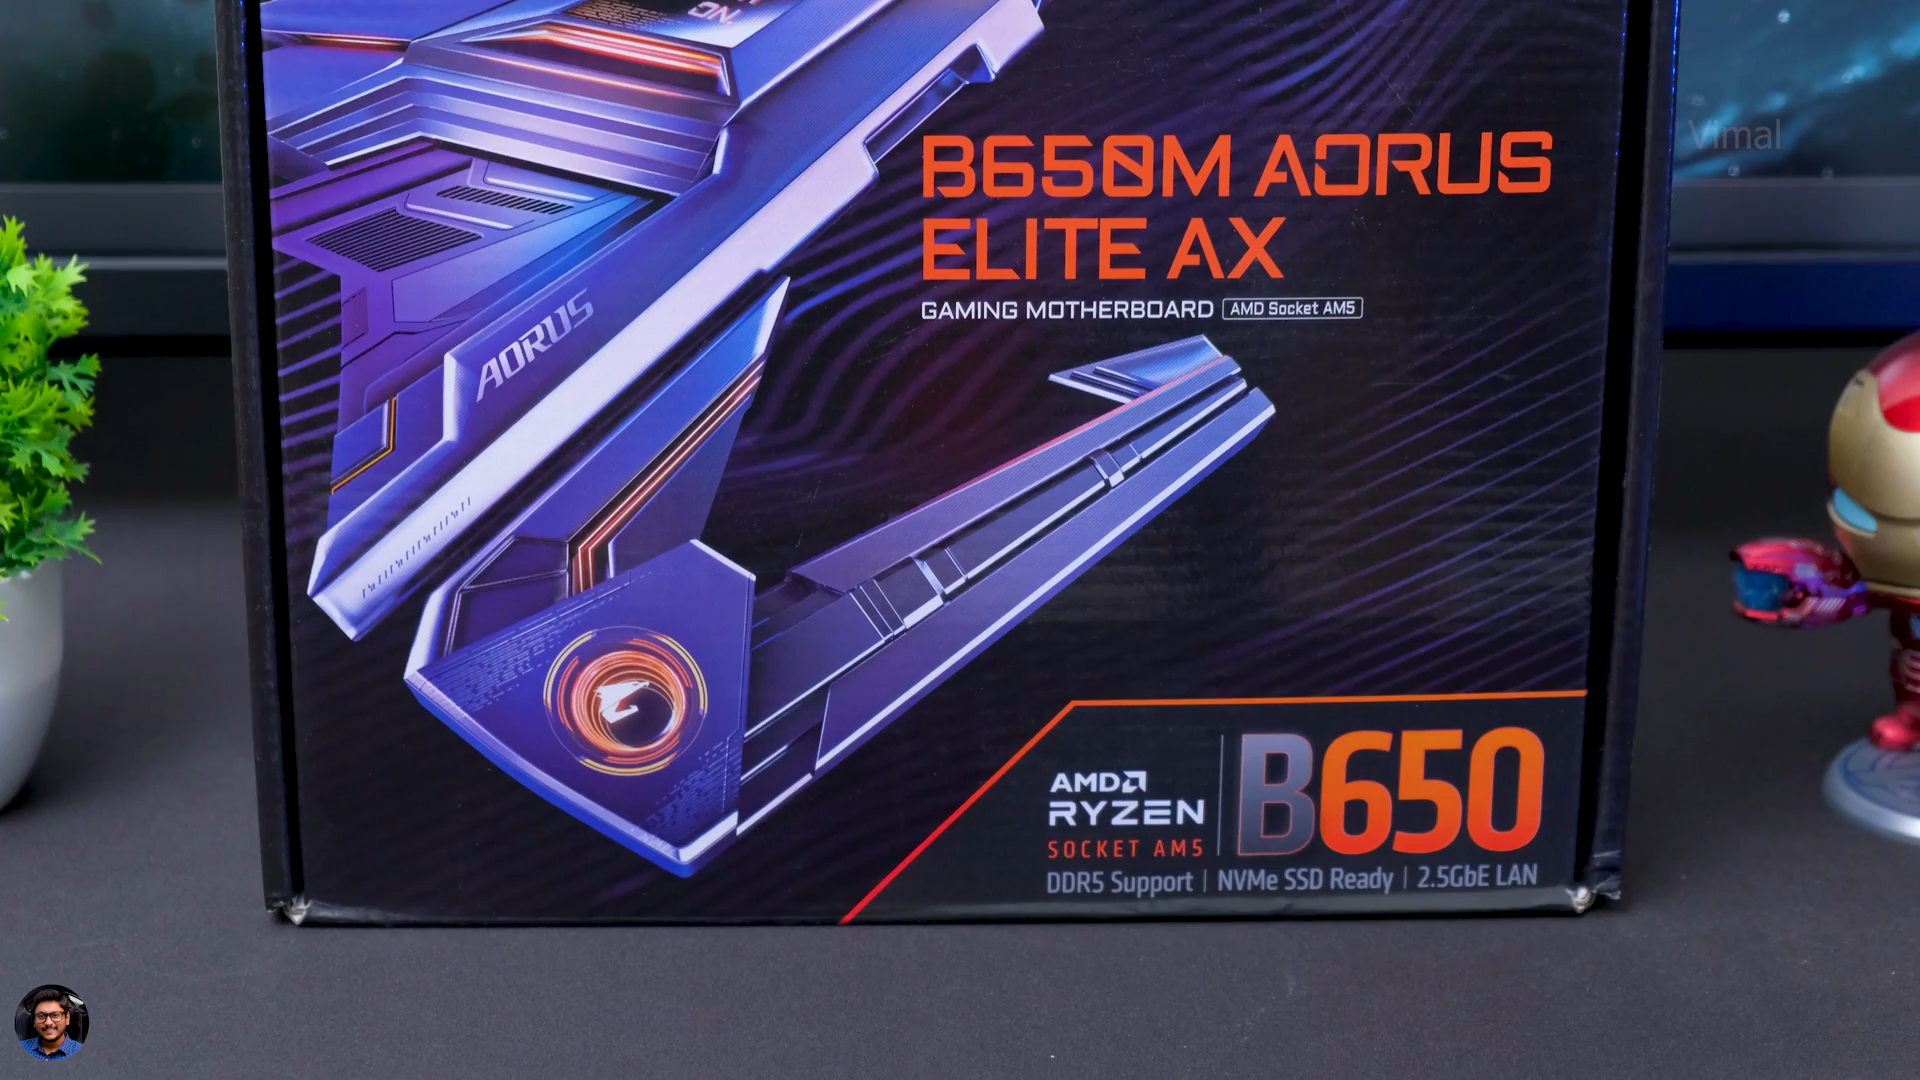 Vimal
B650M AORUS
ELITE AX
GAMING MOTHERBOARD AMD Socket AM5
AORUS
AMD
RYZEN
SOCKET AM5
B650
DDR5 Support | NVMe SSD Ready | 2.5GbE LAN